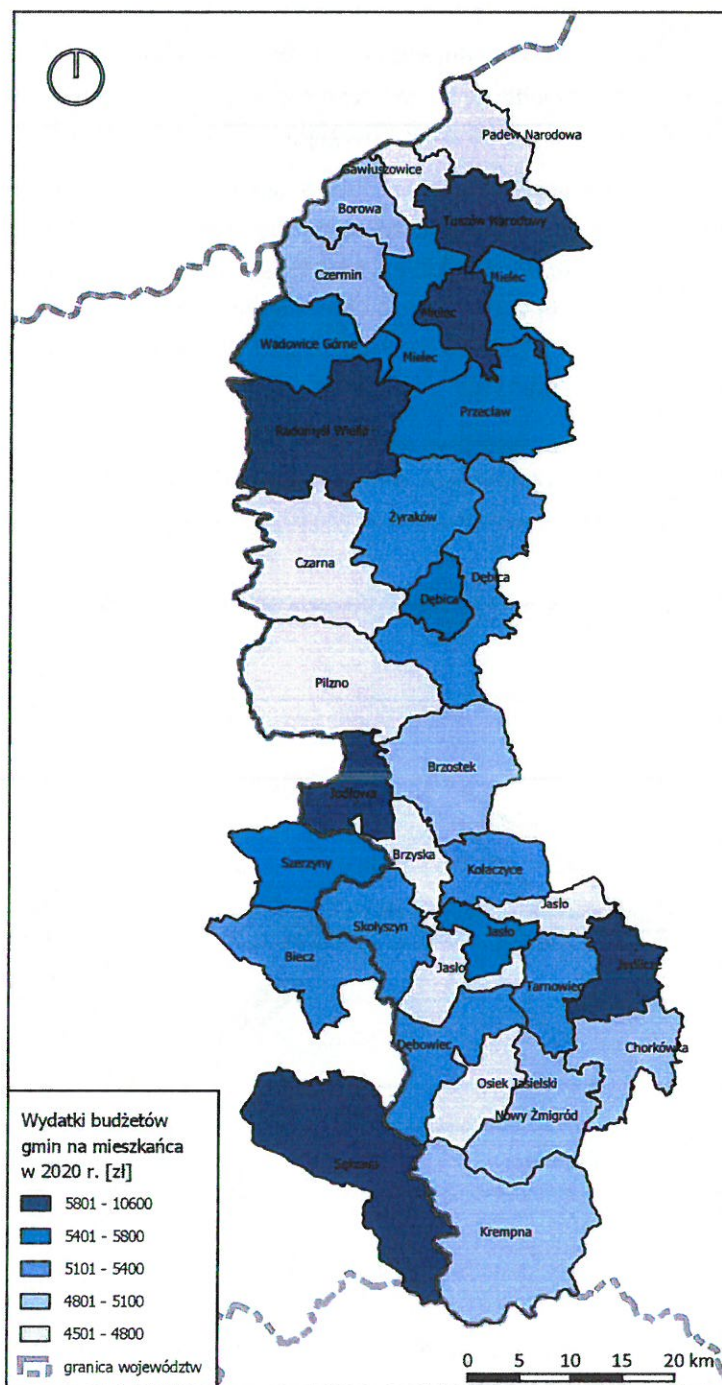 Padew Narodowa
Gawłuszowice
Borowa
Tuszów Narodowy
Czermin
Mielec
Mielec
Wadowice Górne
Mielec
Przecław
Radomyśl Wielki
Żyraków
Czarna
Dębica
Dębica
Pilzno
Brzostek
Jodłowa
Brzyska
Szerzyny
Kołaczyce
Jasło
Skołyszyn
Jasło
Biecz
Jasło
Jedlicze
Tarnowiec
Dębowiec
Chorkówka
Osiek Jasielski
Nowy Żmigród
Sękowa
Krempna
Wydatki budżetów
gmin na mieszkańca
w 2020 r. [zł]
5801 - 10600
5401 - 5800
5101 - 5400
4801 - 5100
4501 - 4800
granica województw
0 5 10 15 20 km